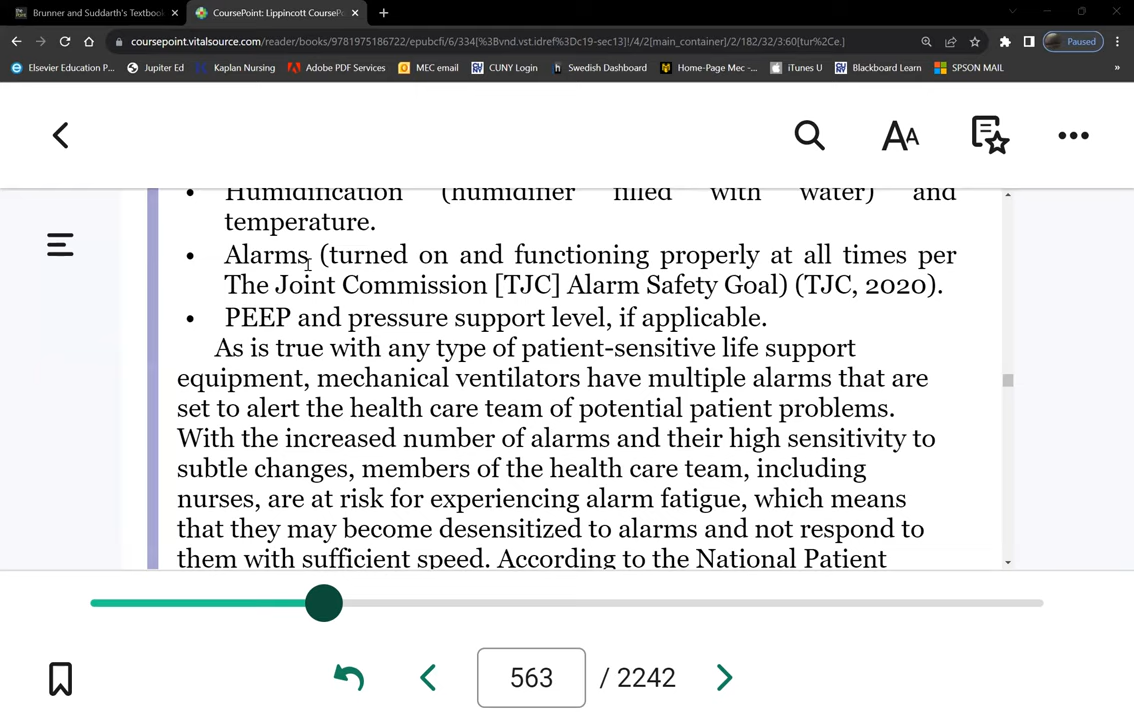 Brunner and Suddarth's Textbook
CoursePoint: Lippincott CourseP
coursepoint.vitalsource.com/reader/books/9781975186722/epubcfi/6/334[%3Bvnd.vst.idref%3Dc19-sec13]!/4/2[main_container]/2/182/32/3:60[tur%2Ce.]
Paused
Elsevier Education P...
Jupiter Ed
Kaplan Nursing
Adobe PDF Services
MEC email
CUNY Login
Swedish Dashboard
Home-Page Mec -...
iTunes U
Blackboard Learn
SPSON MAIL
»
AA
• Humidification (humidifier filled with water) and
temperature.
• Alarms (turned on and functioning properly at all times per
The Joint Commission [TJC] Alarm Safety Goal) (TJC, 2020).
• PEEP and pressure support level, if applicable.
As is true with any type of patient-sensitive life support
equipment, mechanical ventilators have multiple alarms that are
set to alert the health care team of potential patient problems.
With the increased number of alarms and their high sensitivity to
subtle changes, members of the health care team, including
nurses, are at risk for experiencing alarm fatigue, which means
that they may become desensitized to alarms and not respond to
them with sufficient speed. According to the National Patient
563 / 2242